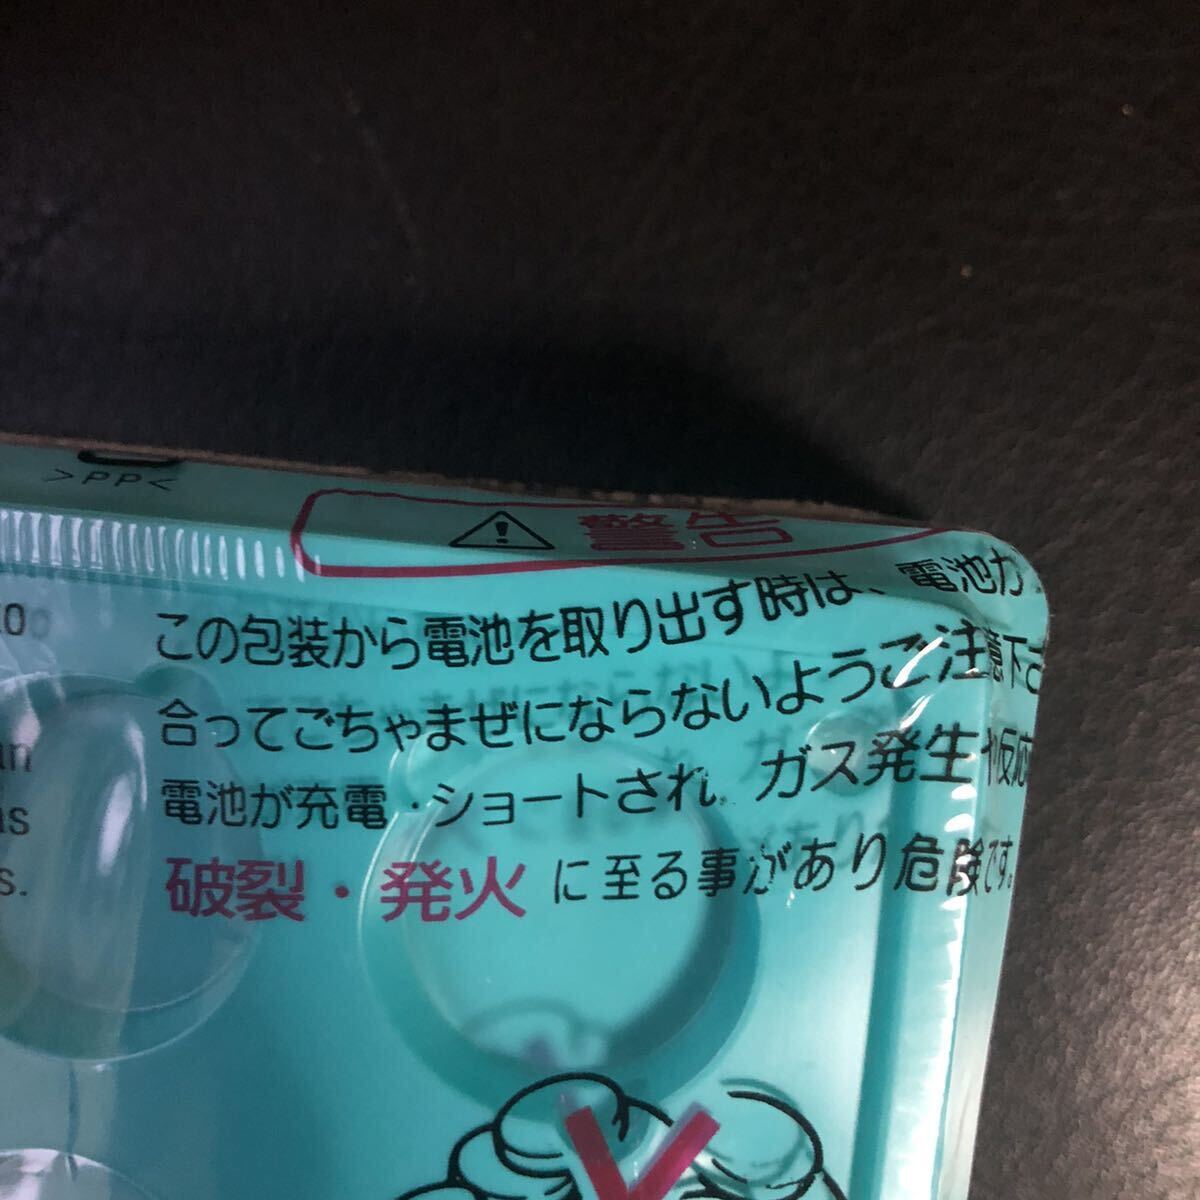 >PP<
警告
この包装から電池を取り出す時は、電池が
合ってごちゃまぜにならないようご注意下さ
電池が充電・ショートされ、ガス発生や反応
破裂・発火に至る事があり危険です。
an
s.